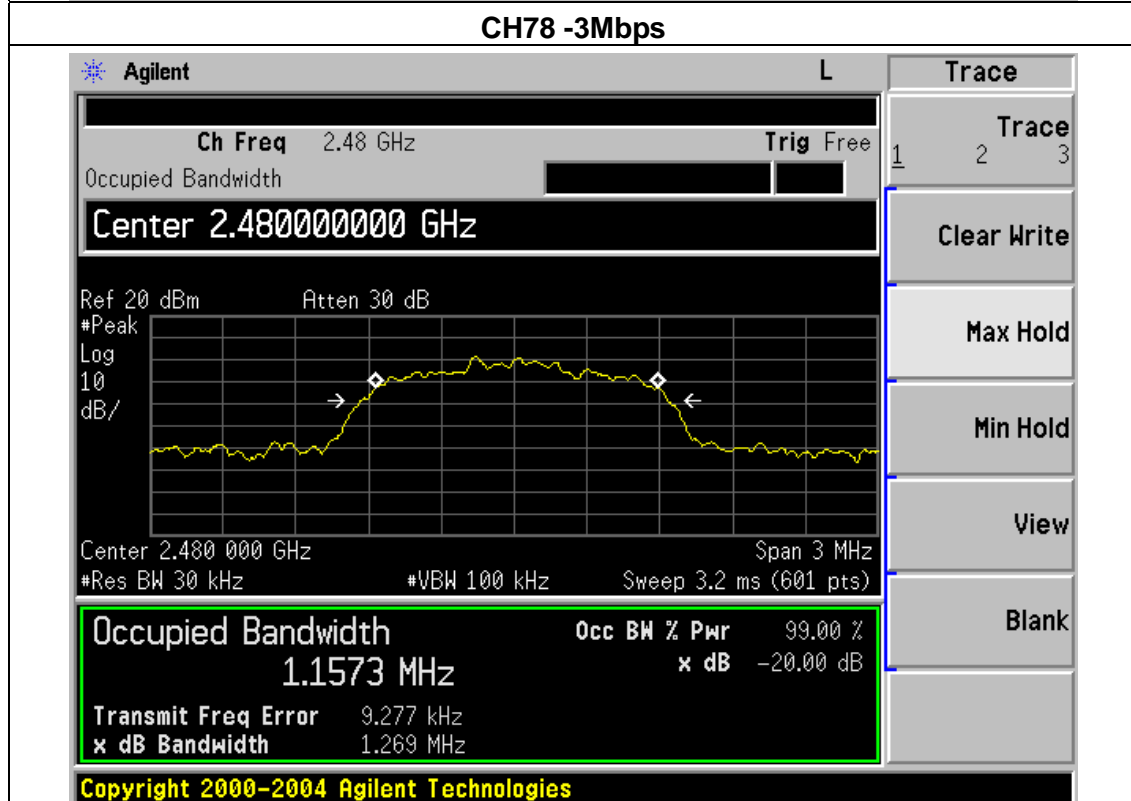 CH78 -3Mbps
Agilent L Trace
Ch Freq 2.48 GHz Trig Free
Occupied Bandwidth
Center 2.480000000 GHz
Ref 20 dBm Atten 30 dB
#Peak
Log
10
dB/
Center 2.480 000 GHz Span 3 MHz
#Res BW 30 kHz #VBW 100 kHz Sweep 3.2 ms (601 pts)
Occupied Bandwidth
1.1573 MHz
Occ BW % Pwr 99.00 %
x dB -20.00 dB
Transmit Freq Error 9.277 kHz
x dB Bandwidth 1.269 MHz
Copyright 2000-2004 Agilent Technologies
Trace
1 2 3
Clear Write
Max Hold
Min Hold
View
Blank